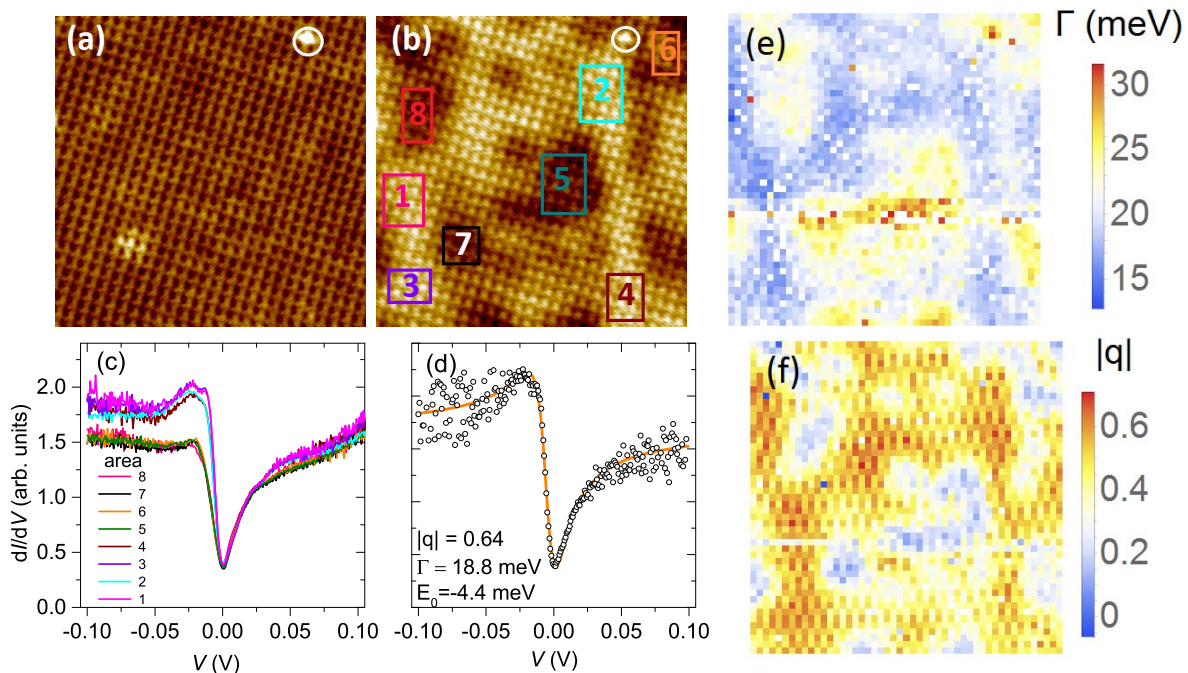 (a)
(b)
6
2
8
5
1
7
3
4
(e)
Γ (meV)
30
25
20
15
(c)
2.0
1.5
1.0
0.5
0.0
dI/dV (arb. units)
area
8
7
6
5
4
3
2
1
-0.10
-0.05
0.00
0.05
0.10
V (V)
(d)
|q| = 0.64
Γ = 18.8 meV
E0=-4.4 meV
-0.10
-0.05
0.00
0.05
0.10
V (V)
(f)
|q|
0.6
0.4
0.2
0